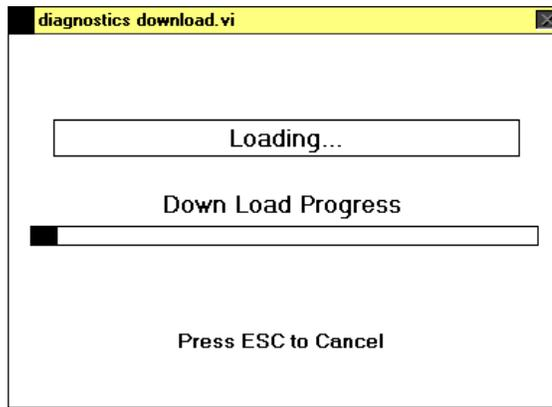 diagnostics download.vi
Loading...
Down Load Progress
Press ESC to Cancel